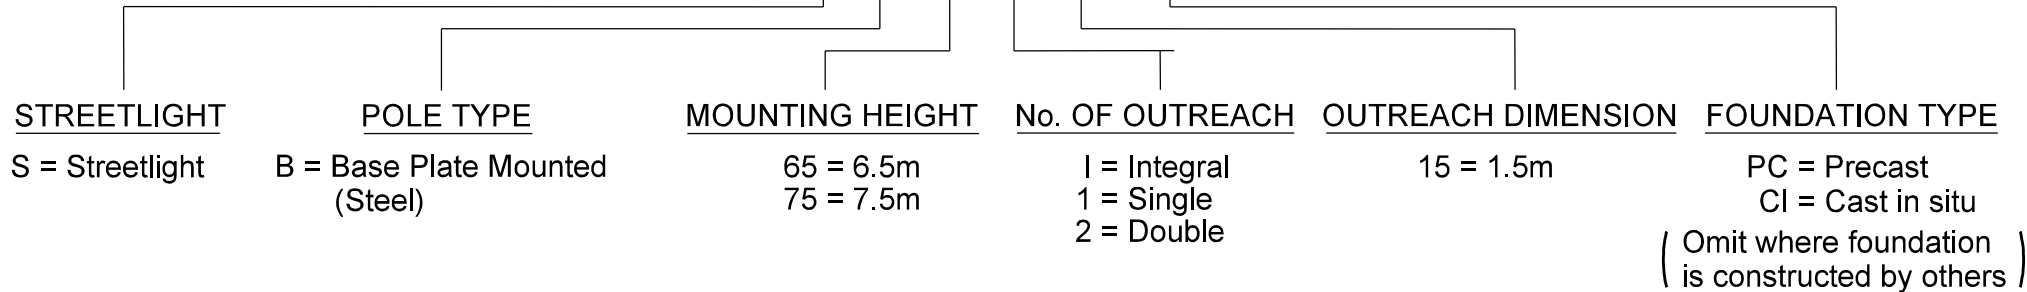 STREETLIGHT POLE TYPE MOUNTING HEIGHT No. OF OUTREACH OUTREACH DIMENSION FOUNDATION TYPE
S = Streetlight B = Base Plate Mounted 65 = 6.5m I = Integral 15 = 1.5m PC = Precast
(Steel) 75 = 7.5m 1 = Single CI = Cast in situ
2 = Double ( Omit where foundation )
is constructed by others